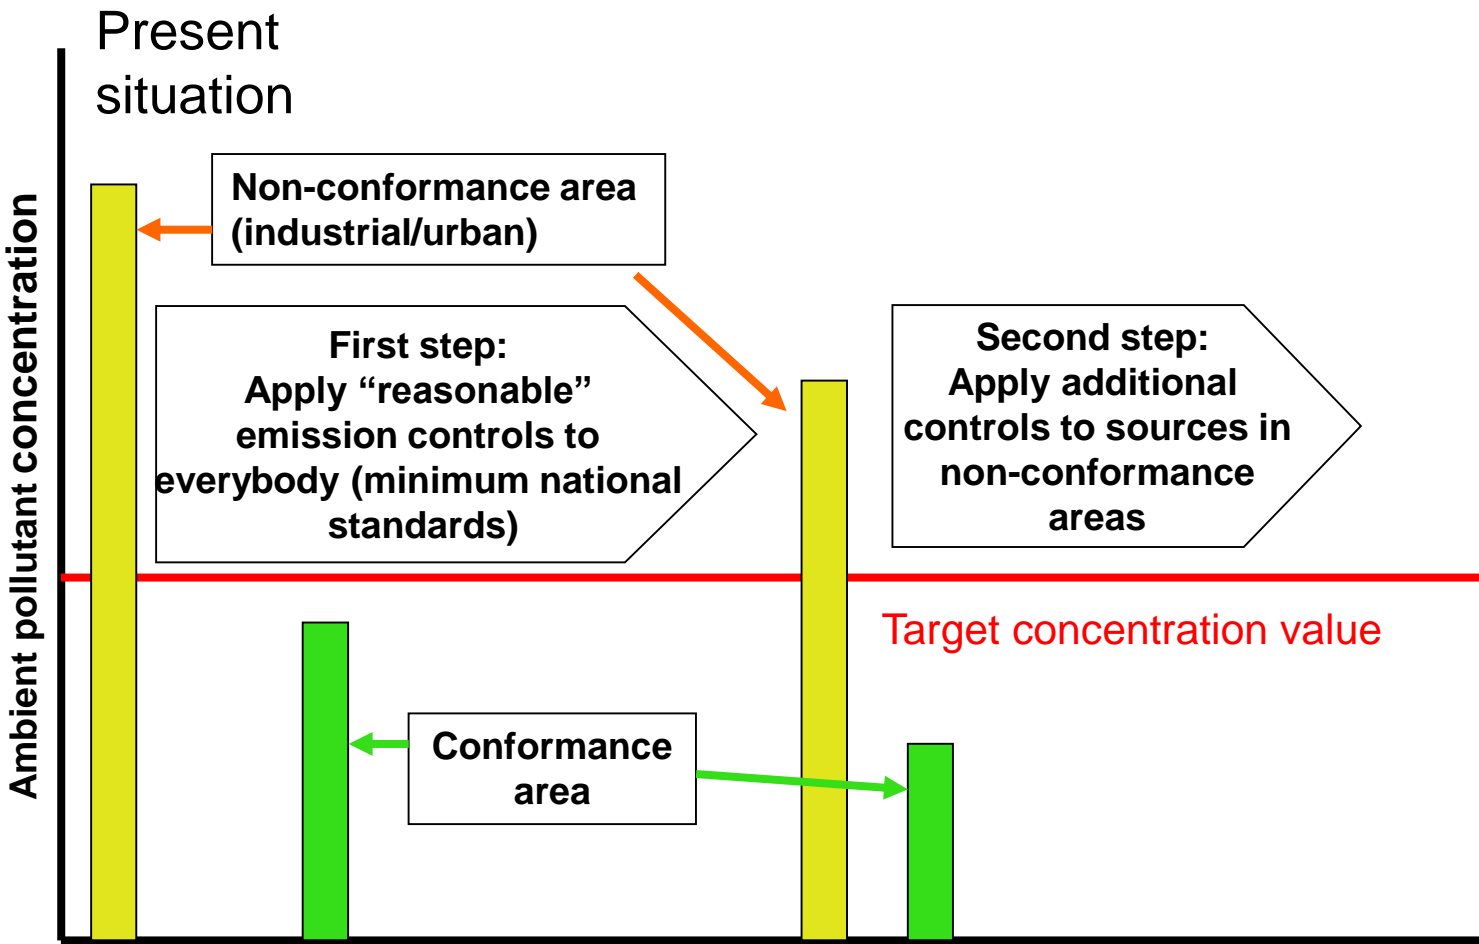 Present
situation
Ambient pollutant concentration
Non-conformance area
(industrial/urban)
First step:
Apply “reasonable”
emission controls to
everybody (minimum national
standards)
Second step:
Apply additional
controls to sources in
non-conformance
areas
Target concentration value
Conformance
area